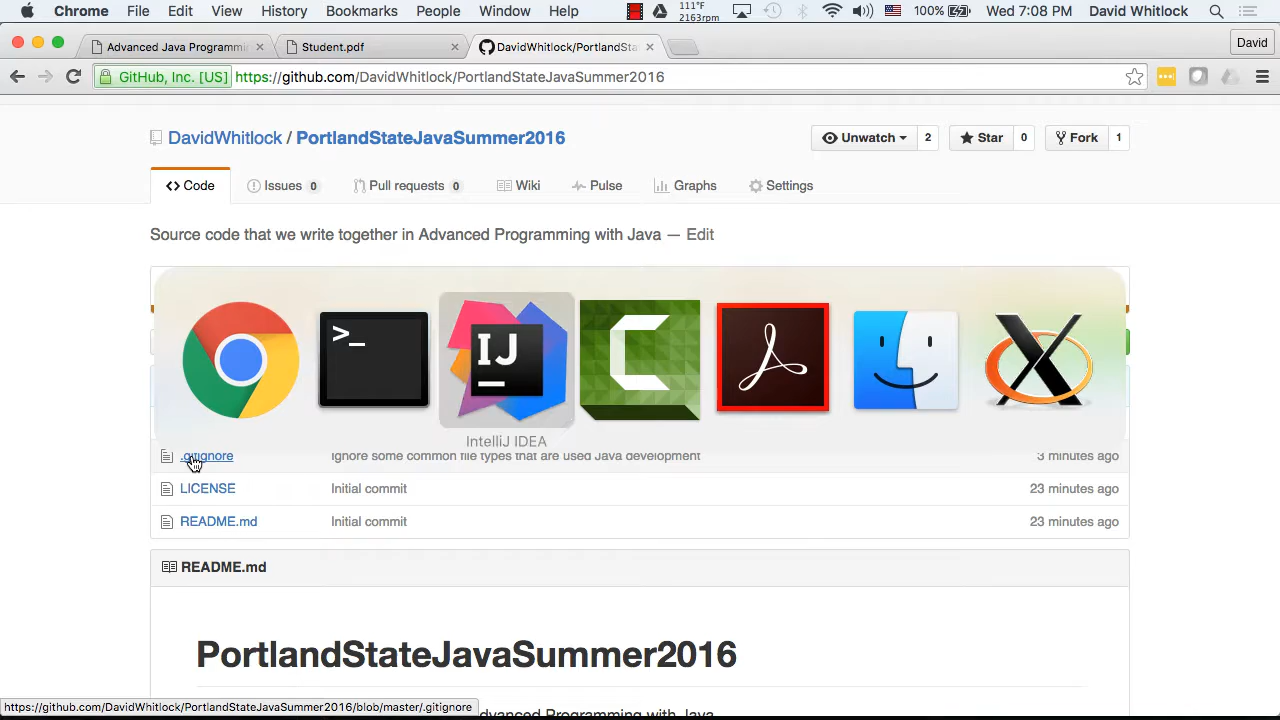 Chrome File Edit View History Bookmarks People Window Help 111°F 2163rpm 100% Wed 7:08 PM David Whitlock
Advanced Java Programmi Student.pdf DavidWhitlock/PortlandSta David
GitHub, Inc. [US] https://github.com/DavidWhitlock/PortlandStateJavaSummer2016
DavidWhitlock / PortlandStateJavaSummer2016 Unwatch 2 Star 0 Fork 1
Code Issues 0 Pull requests 0 Wiki Pulse Graphs Settings
Source code that we write together in Advanced Programming with Java — Edit
>_ IJ
IntelliJ IDEA
.gitignore Ignore some common file types that are used Java development 3 minutes ago
LICENSE Initial commit 23 minutes ago
README.md Initial commit 23 minutes ago
README.md
PortlandStateJavaSummer2016
https://github.com/DavidWhitlock/PortlandStateJavaSummer2016/blob/master/.gitignore
dvanced Programming with Java